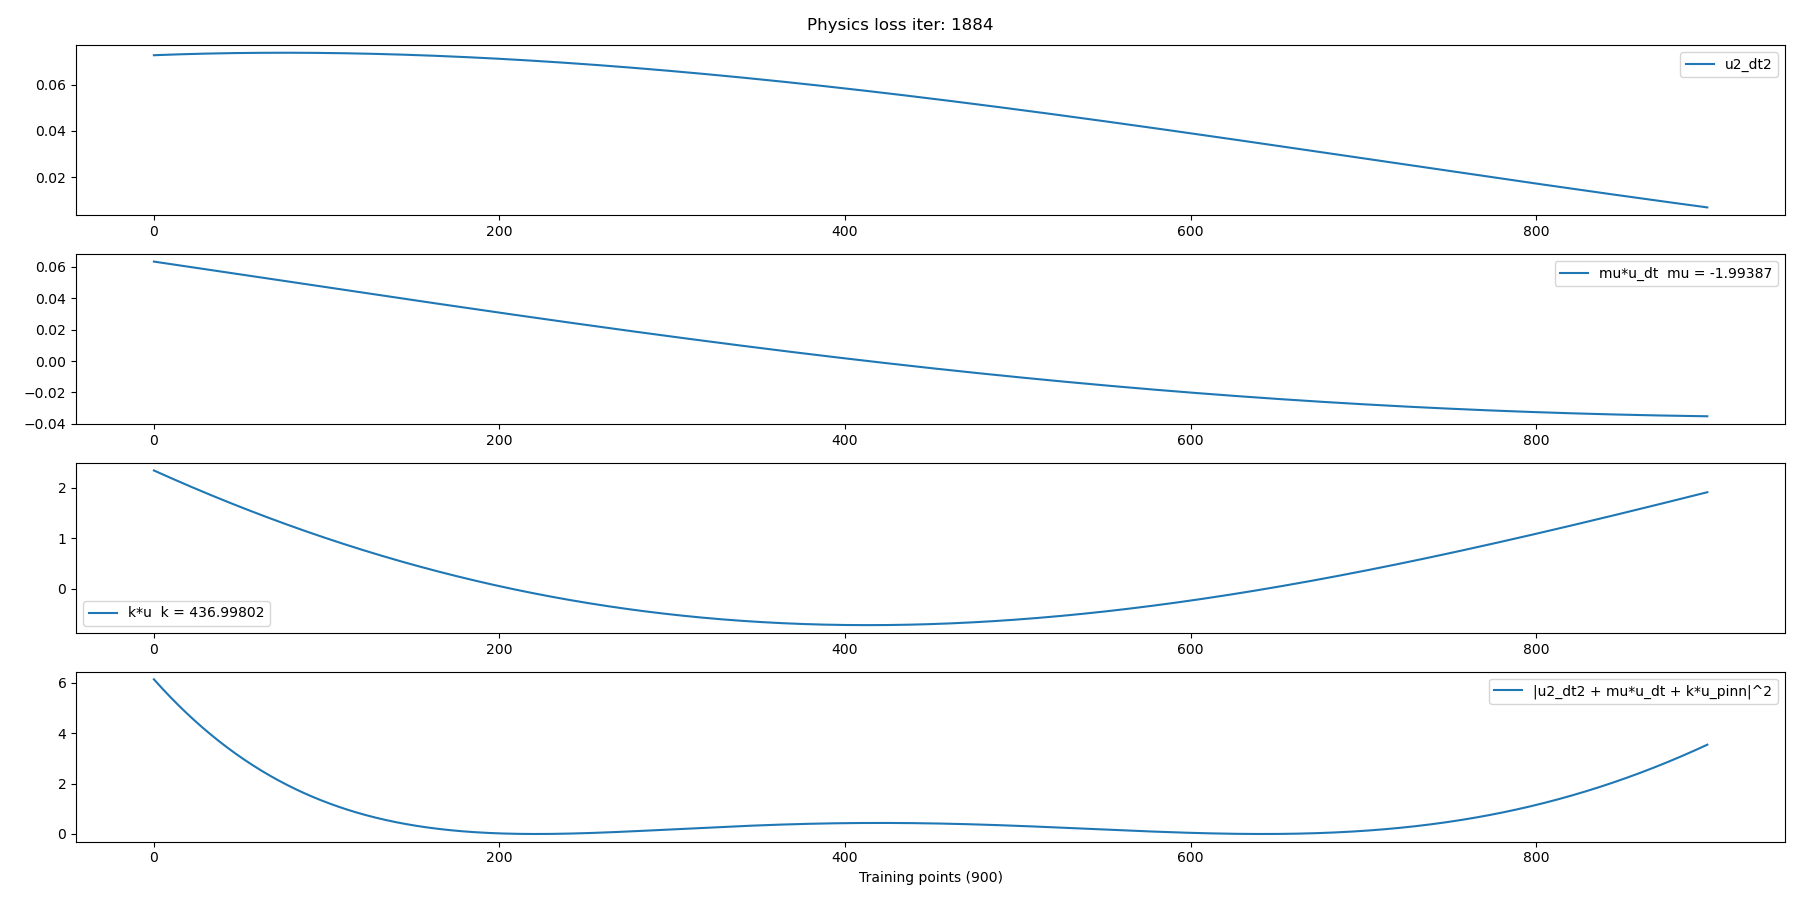 Physics loss iter: 1884
u2_dt2
0.06
0.04
0.02
0 200 400 600 800
mu*u_dt  mu = -1.99387
0.06
0.04
0.02
0.00
−0.02
−0.04
0 200 400 600 800
2
1
0
k*u  k = 436.99802
0 200 400 600 800
|u2_dt2 + mu*u_dt + k*u_pinn|^2
6
4
2
0
0 200 400 600 800
Training points (900)